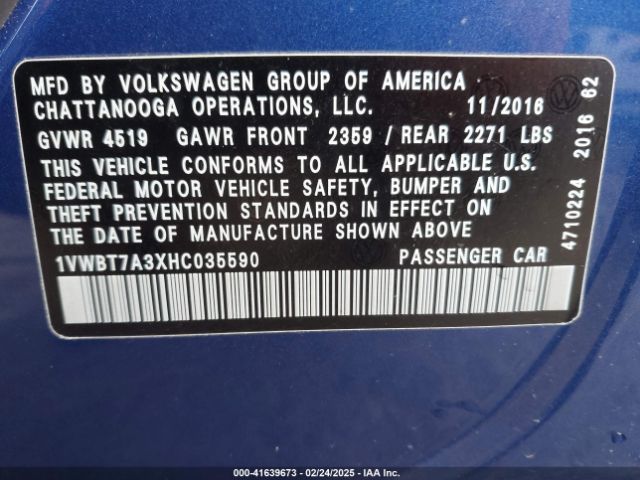 MFD BY VOLKSWAGEN GROUP OF AMERICA
CHATTANOOGA OPERATIONS, LLC. 11/2016
GVWR 4519 GAWR FRONT 2359 / REAR 2271 LBS
THIS VEHICLE CONFORMS TO ALL APPLICABLE U.S.
FEDERAL MOTOR VEHICLE SAFETY, BUMPER AND
THEFT PREVENTION STANDARDS IN EFFECT ON
THE DATE OF MANUFACTURE SHOWN ABOVE
1VWBT7A3XHC035590 PASSENGER CAR
4710224 2016 62
000-41639673 — 02/24/2025 — IAA Inc.